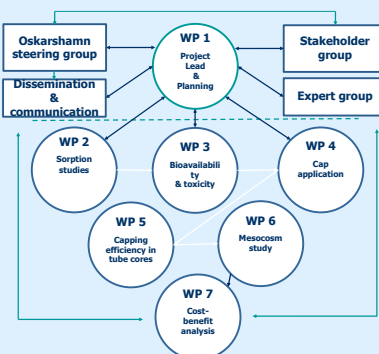 WP 1
Project
Lead
&
Planning
Oskarshamn
steering group
Stakeholder
group
Dissemination
&
communication
Expert group
WP 2
Sorption
studies
WP 3
Bioavailabili
ty
& toxicity
WP 4
Cap
application
WP 5
Capping
efficiency in
tube cores
WP 6
Mesocosm
study
WP 7
Cost-
benefit
analysis